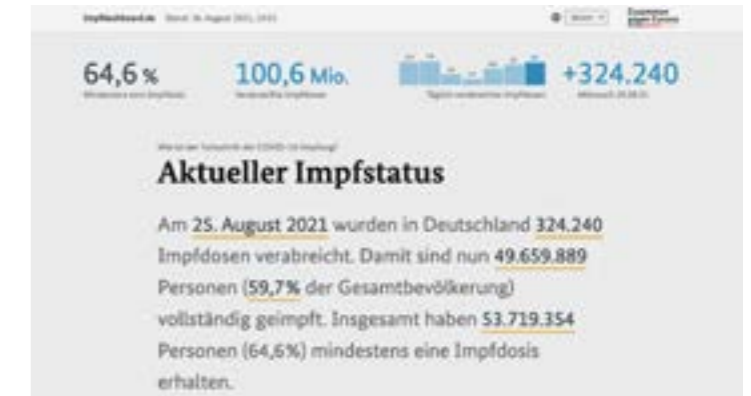 Impfdashboard.de
64,6 % 100,6 Mio. +324.240
Aktueller Impfstatus
Am 25. August 2021 wurden in Deutschland 324.240
Impfdosen verabreicht. Damit sind nun 49.659.889
Personen (59,7% der Gesamtbevölkerung)
vollständig geimpft. Insgesamt haben 53.719.354
Personen (64,6%) mindestens eine Impfdosis
erhalten.